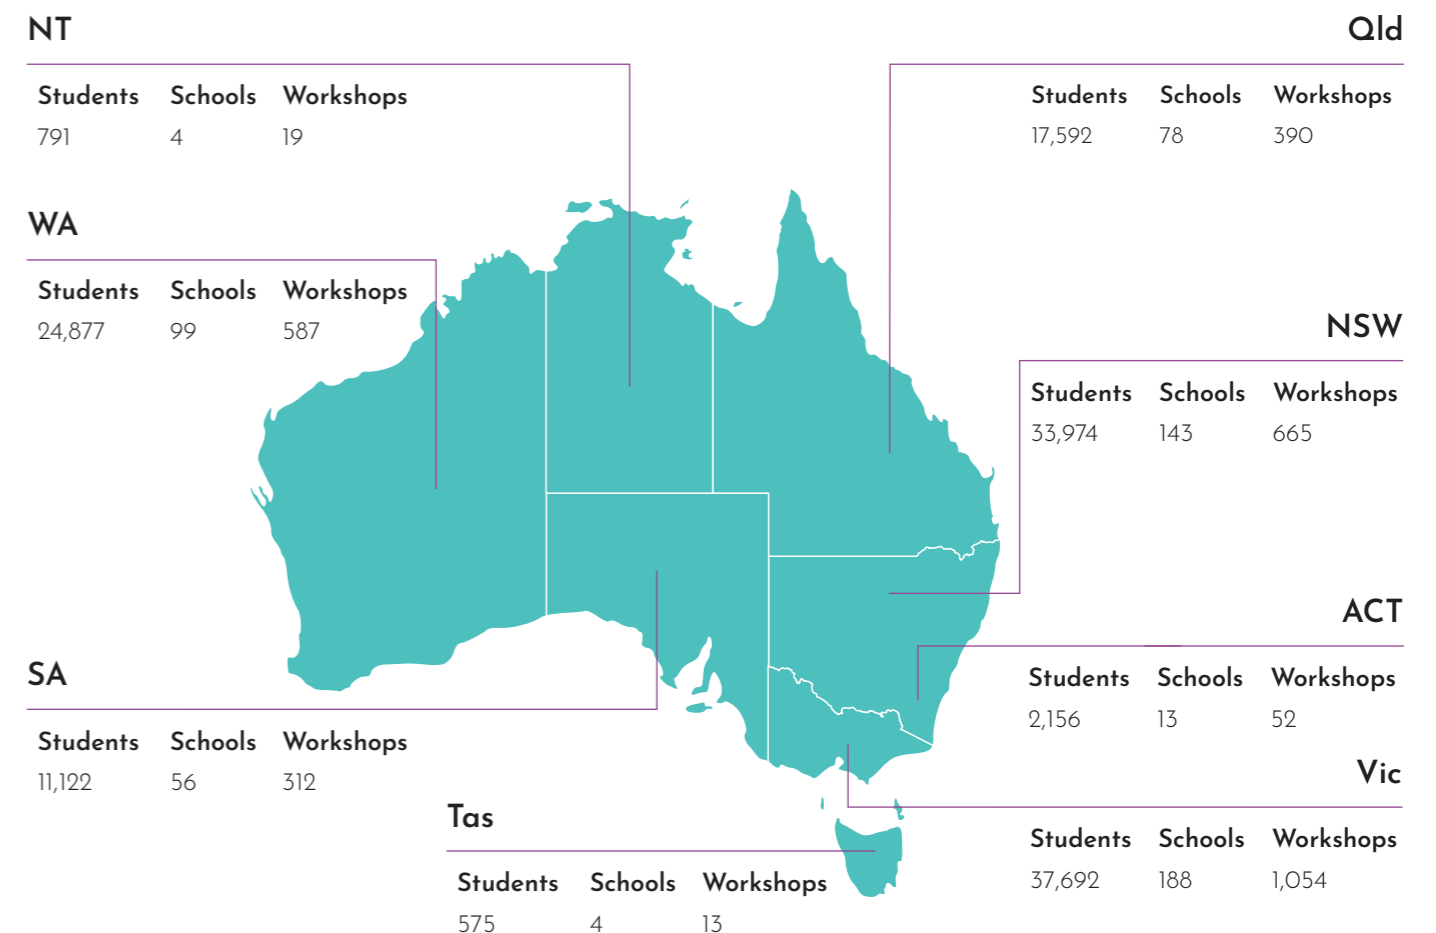 NT
Students Schools Workshops
791 4 19
Qld
Students Schools Workshops
17,592 78 390
WA
Students Schools Workshops
24,877 99 587
NSW
Students Schools Workshops
33,974 143 665
ACT
Students Schools Workshops
2,156 13 52
SA
Students Schools Workshops
11,122 56 312
Vic
Students Schools Workshops
37,692 188 1,054
Tas
Students Schools Workshops
575 4 13